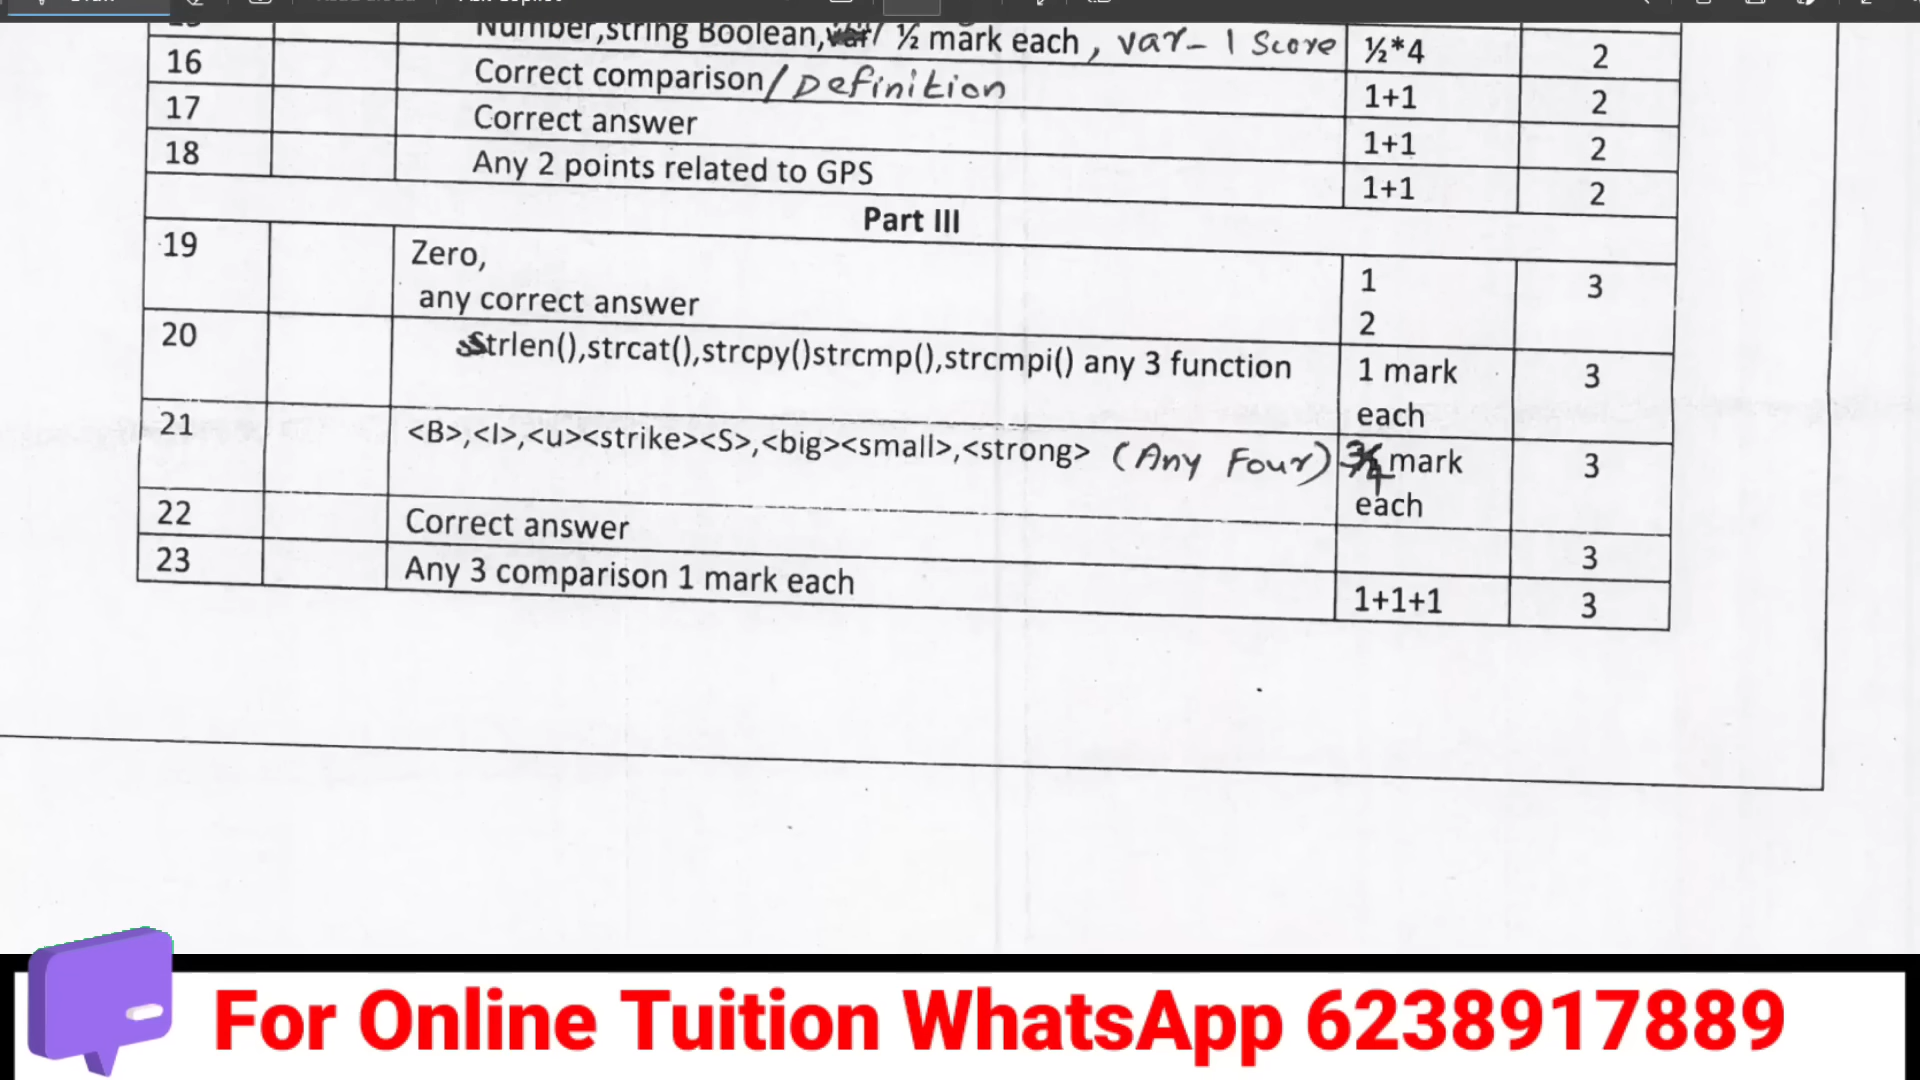 Number,string Boolean, / ½ mark each , var - 1 Score ½*4 2
16 Correct comparison/Definition 1+1 2
17 Correct answer 1+1 2
18 Any 2 points related to GPS 1+1 2
Part III
19 Zero, 1 3
any correct answer 2
20 Strlen(),strcat(),strcpy()strcmp(),strcmpi() any 3 function 1 mark 3
each
21 <B>,<I>,<u><strike><S>,<big><small>,<strong> (Any Four) ¾ mark 3
each
22 Correct answer 3
23 Any 3 comparison 1 mark each 1+1+1 3
For Online Tuition WhatsApp 6238917889